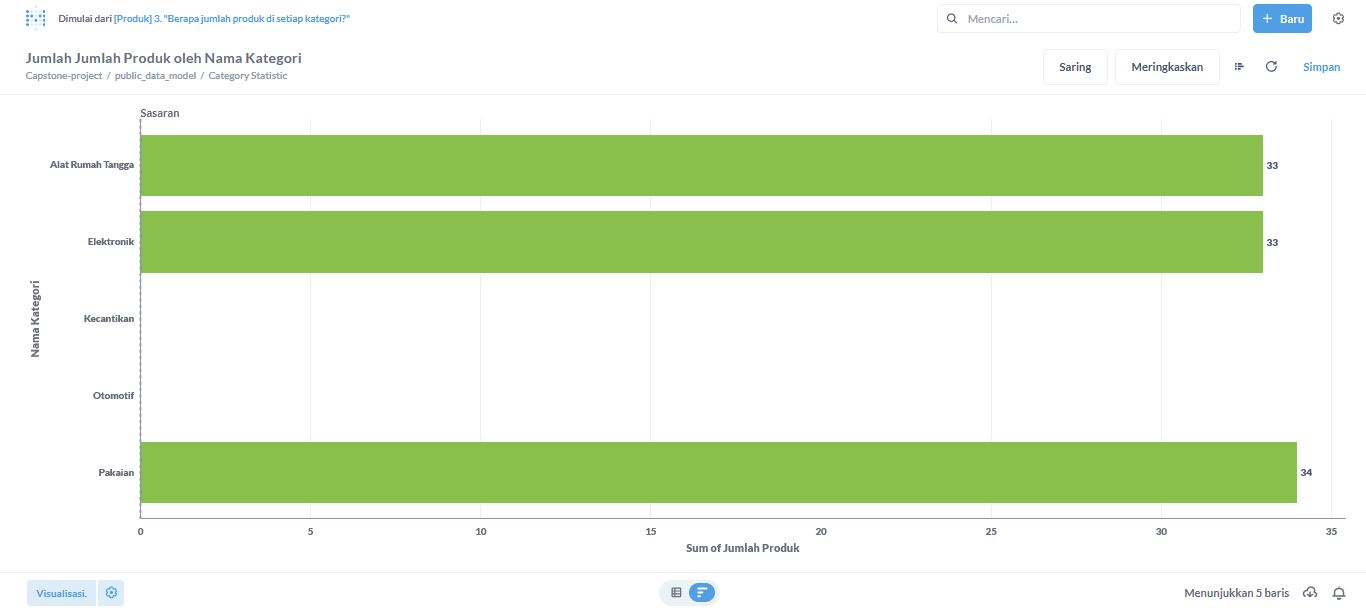 Dimulai dari [Produk] 3. "Berapa jumlah produk di setiap kategori?"
Mencari...
+ Baru
Jumlah Jumlah Produk oleh Nama Kategori
Capstone-project / public_data_model / Category Statistic
Saring
Meringkaskan
Simpan
Sasaran
Nama Kategori
Alat Rumah Tangga
33
Elektronik
33
Kecantikan
Otomotif
Pakaian
34
0 5 10 15 20 25 30 35
Sum of Jumlah Produk
Visualisasi.
Menunjukkan 5 baris